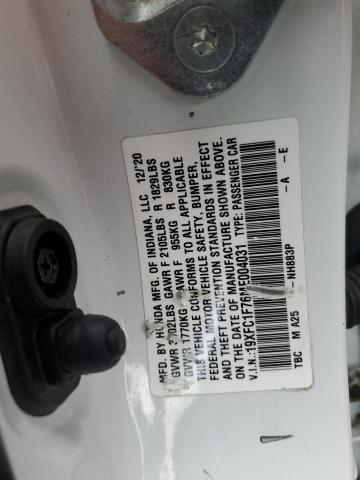 MFD. BY HONDA MFG. OF INDIANA, LLC 12/'20
GVWR 3902LBS GAWR F 2105LBS R 1829LBS
GVWR 1770KG GAWR F 955KG R 830KG
THIS VEHICLE CONFORMS TO ALL APPLICABLE
FEDERAL MOTOR VEHICLE SAFETY, BUMPER,
AND THEFT PREVENTION STANDARDS IN EFFECT
ON THE DATE OF MANUFACTURE SHOWN ABOVE.
V.I.N.: 19XFC1F76ME004031 TYPE: PASSENGER CAR
NH883P - A - E
TBC M A25